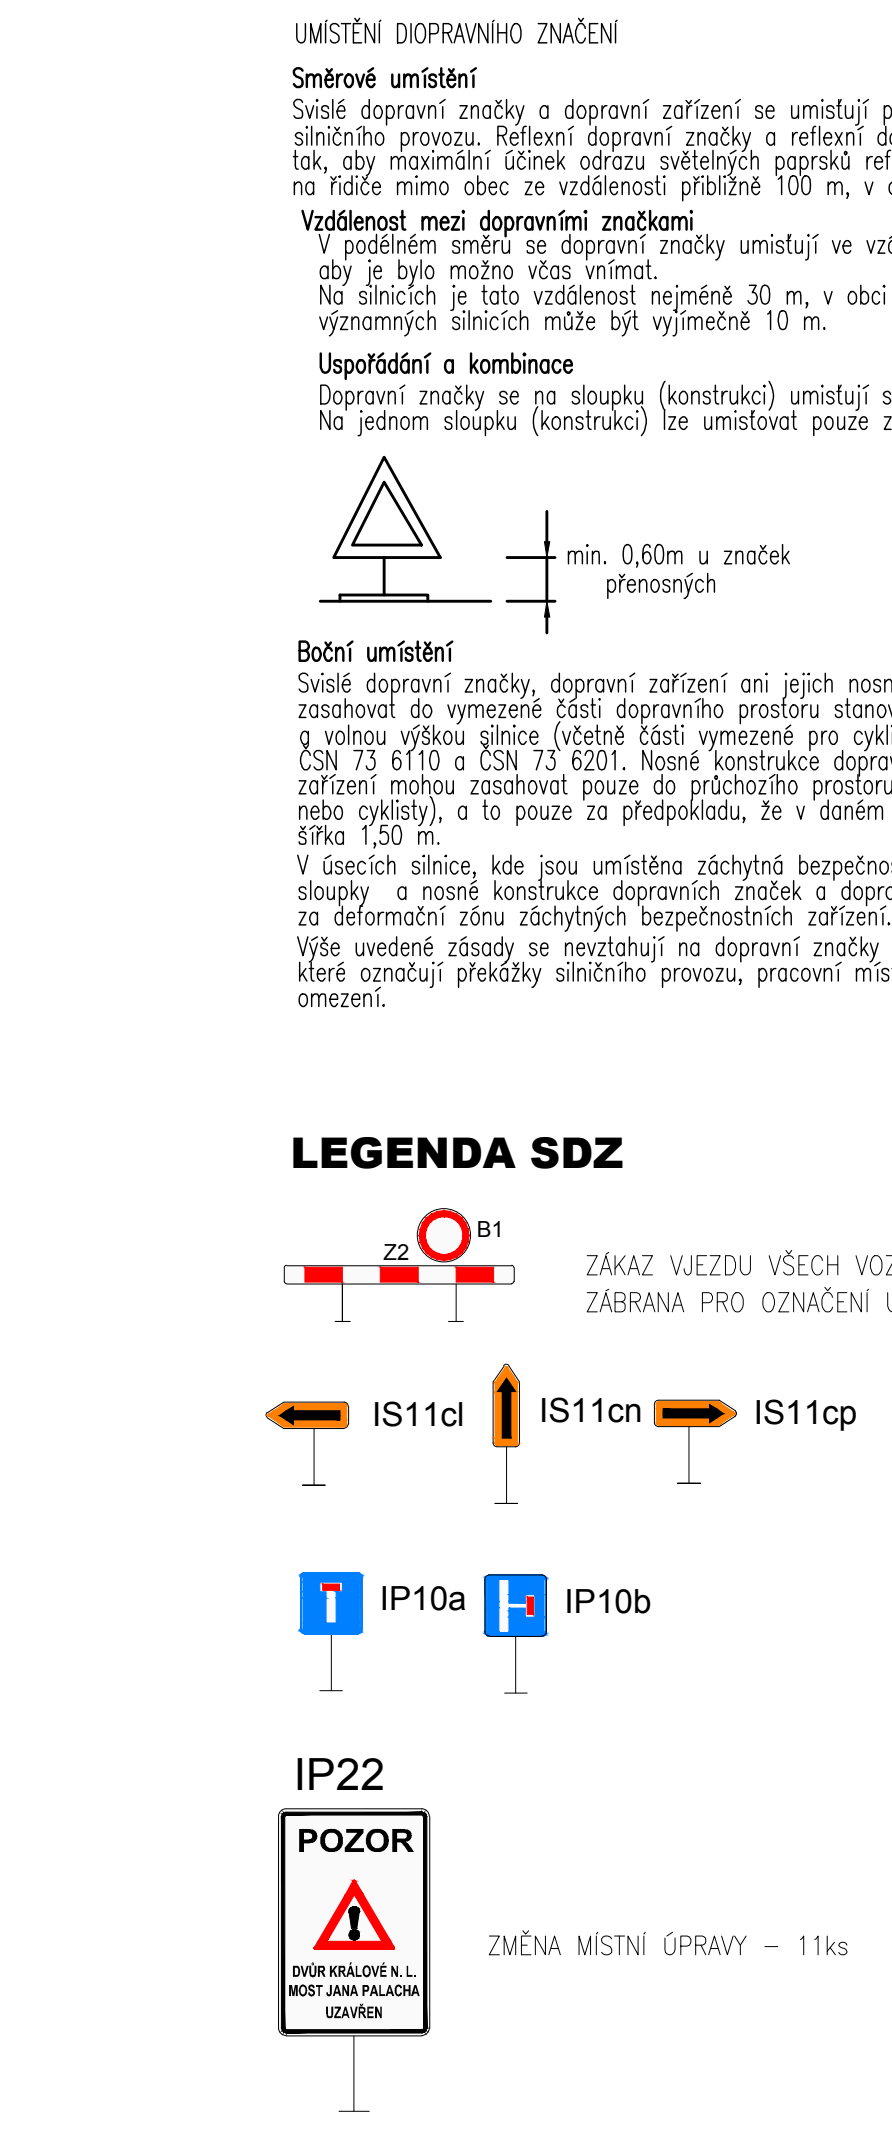 UMÍSTĚNÍ DIOPRAVNÍHO ZNAČENÍ
Směrové umístění
Svislé dopravní značky a dopravní zařízení se umisťují
silničního provozu. Reflexní dopravní značky a reflexní
tak, aby maximální účinek odrazu světelných paprsků
na řidiče mimo obec ze vzdálenosti přibližně 100 m, v
Vzdálenost mezi dopravními značkami
V podélném směru se dopravní značky umisťují ve
aby je bylo možno včas vnímat.
Na silnicích je tato vzdálenost nejméně 30 m, v obci
významných silnicích může být vyjímečně 10 m.
Uspořádání a kombinace
Dopravní značky se na sloupku (konstrukci) umisťují
Na jednom sloupku (konstrukci) lze umisťovat pouze
min. 0,60m u značek
přenosných
Boční umístění
Svislé dopravní značky, dopravní zařízení ani jejich
zasahovat do vymezené části dopravního prostoru
a volnou výškou silnice (včetně části vymezené pro
ČSN 73 6110 a ČSN 73 6201. Nosné konstrukce
zařízení mohou zasahovat pouze do průchozího prostoru
nebo cyklisty), a to pouze za předpokladu, že v daném
šířka 1,50 m.
V úsecích silnice, kde jsou umístěna záchytná
sloupky a nosné konstrukce dopravních značek a
za deformační zónu záchytných bezpečnostních zařízení.
Výše uvedené zásady se nevztahují na dopravní značky
které označují překážky silničního provozu, pracovní
omezení.
LEGENDA SDZ
B1
Z2
ZÁKAZ VJEZDU VŠECH
ZÁBRANA PRO OZNAČENÍ
IS11cl
IS11cn
IS11cp
IP10a
IP10b
IP22
POZOR
DVŮR KRÁLOVÉ N. L.
MOST JANA PALACHA
UZAVŘEN
ZMĚNA MÍSTNÍ ÚPRAVY – 11ks